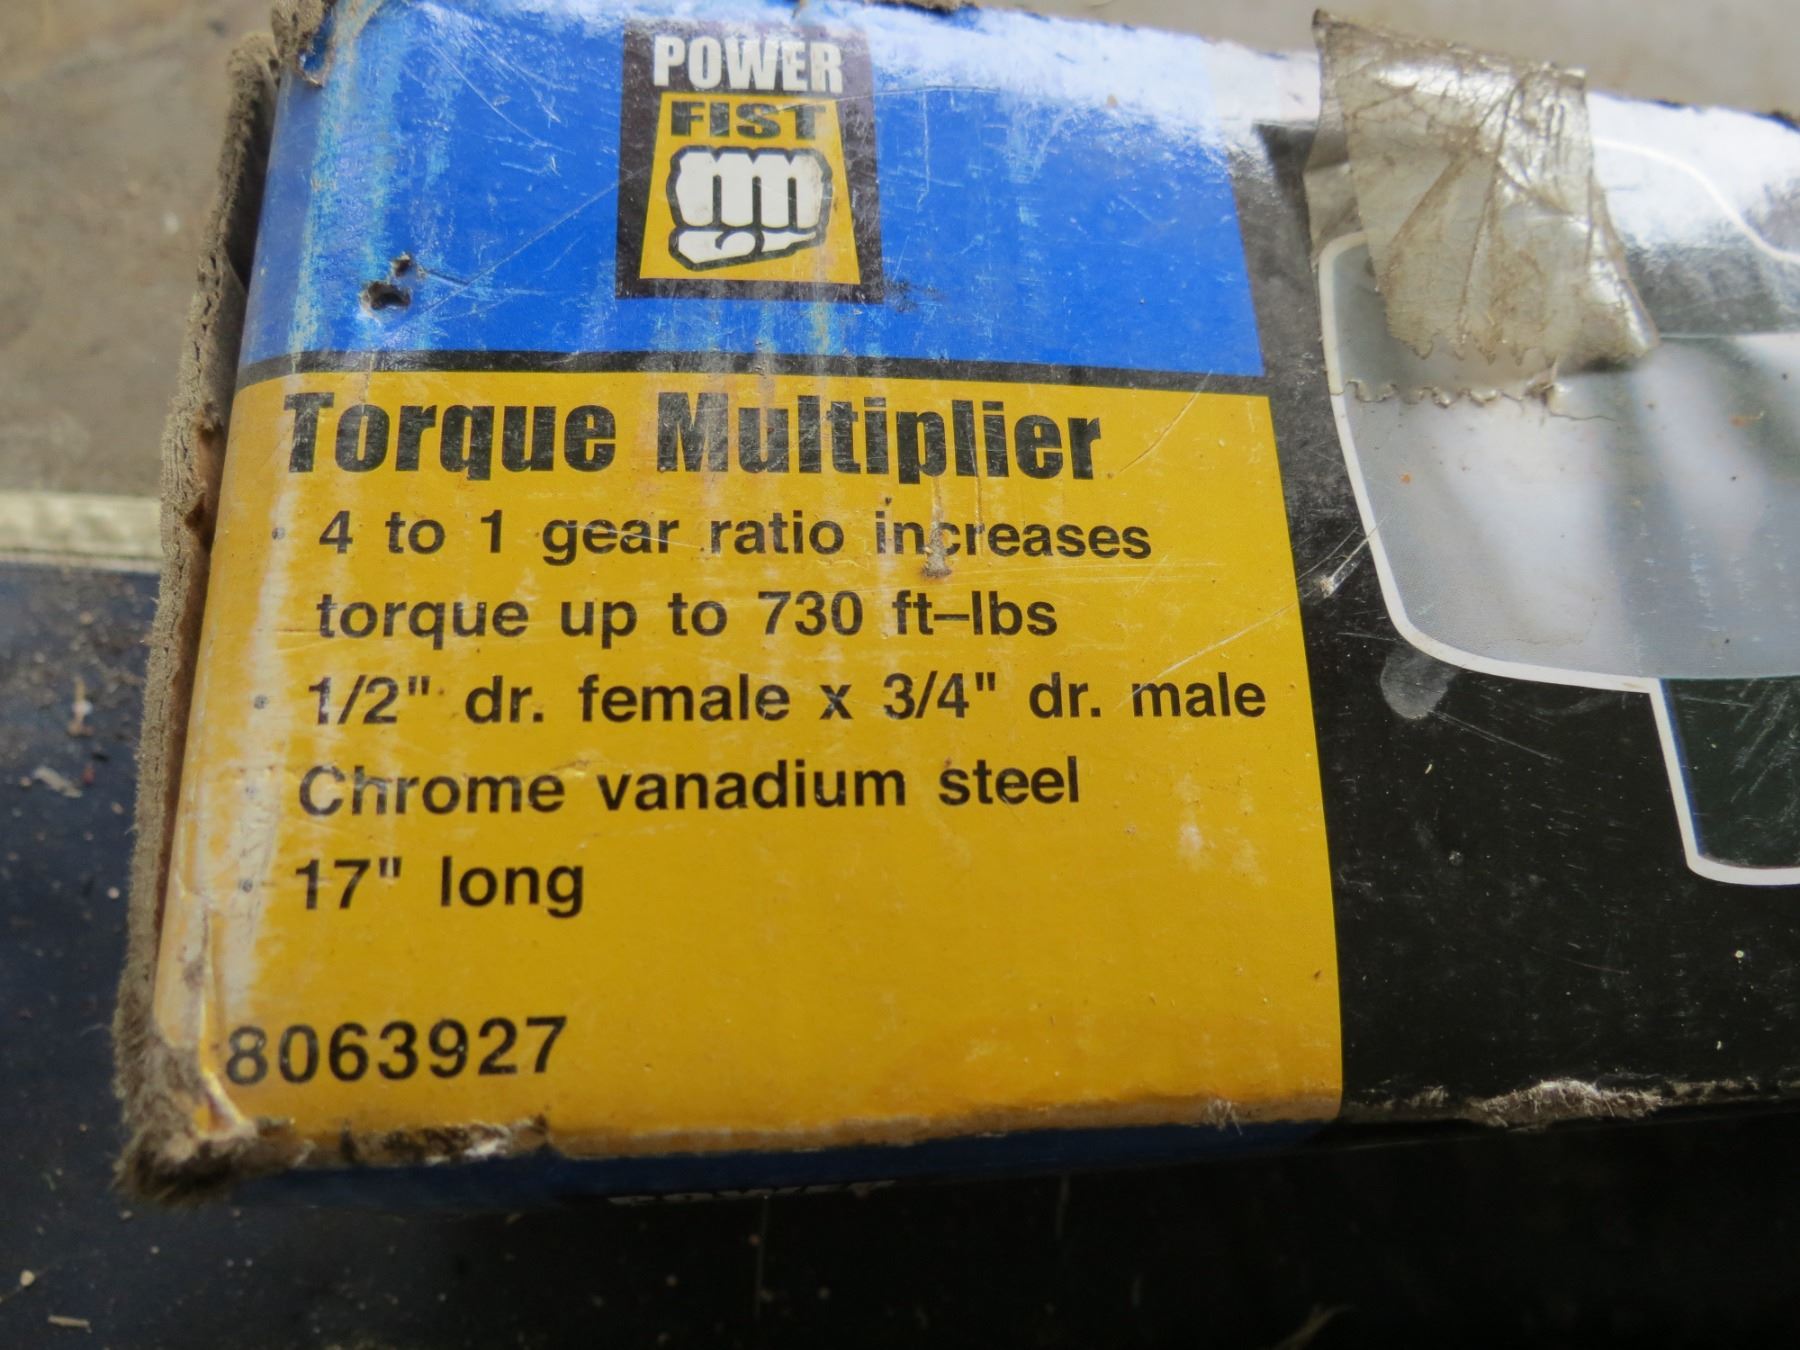 POWER
FIST
Torque Multiplier
• 4 to 1 gear ratio increases
torque up to 730 ft–lbs
• 1/2" dr. female x 3/4" dr. male
• Chrome vanadium steel
• 17" long
8063927